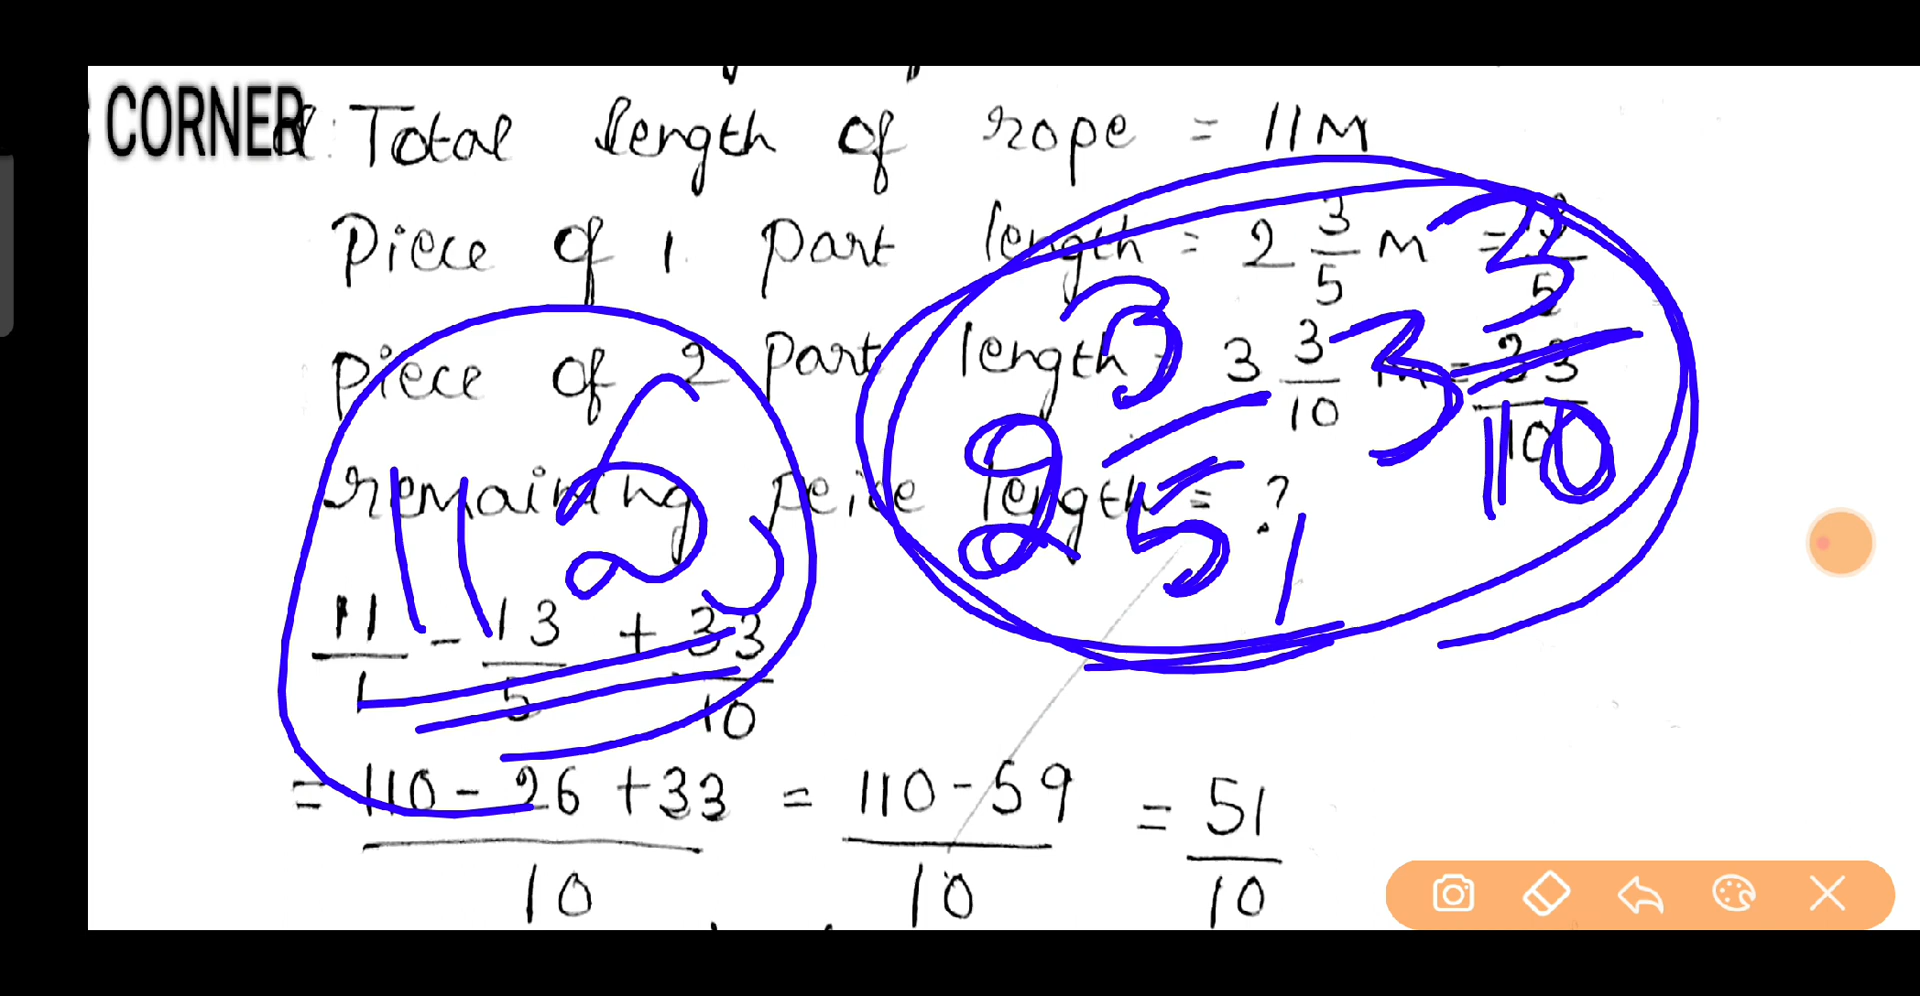 CORNER
Total length of rope = 11M
Piece of 1 Part length = 2 3/5 M = 13/5
piece of 2 Part length = 3 3/10 M = 33/10
remaining peice length = ?
11/1 - 13/5 + 33/10
11 2 2 3/5 , 3 3/10
= 110 - 26 + 33/10 = 110 - 59/10 = 51/10